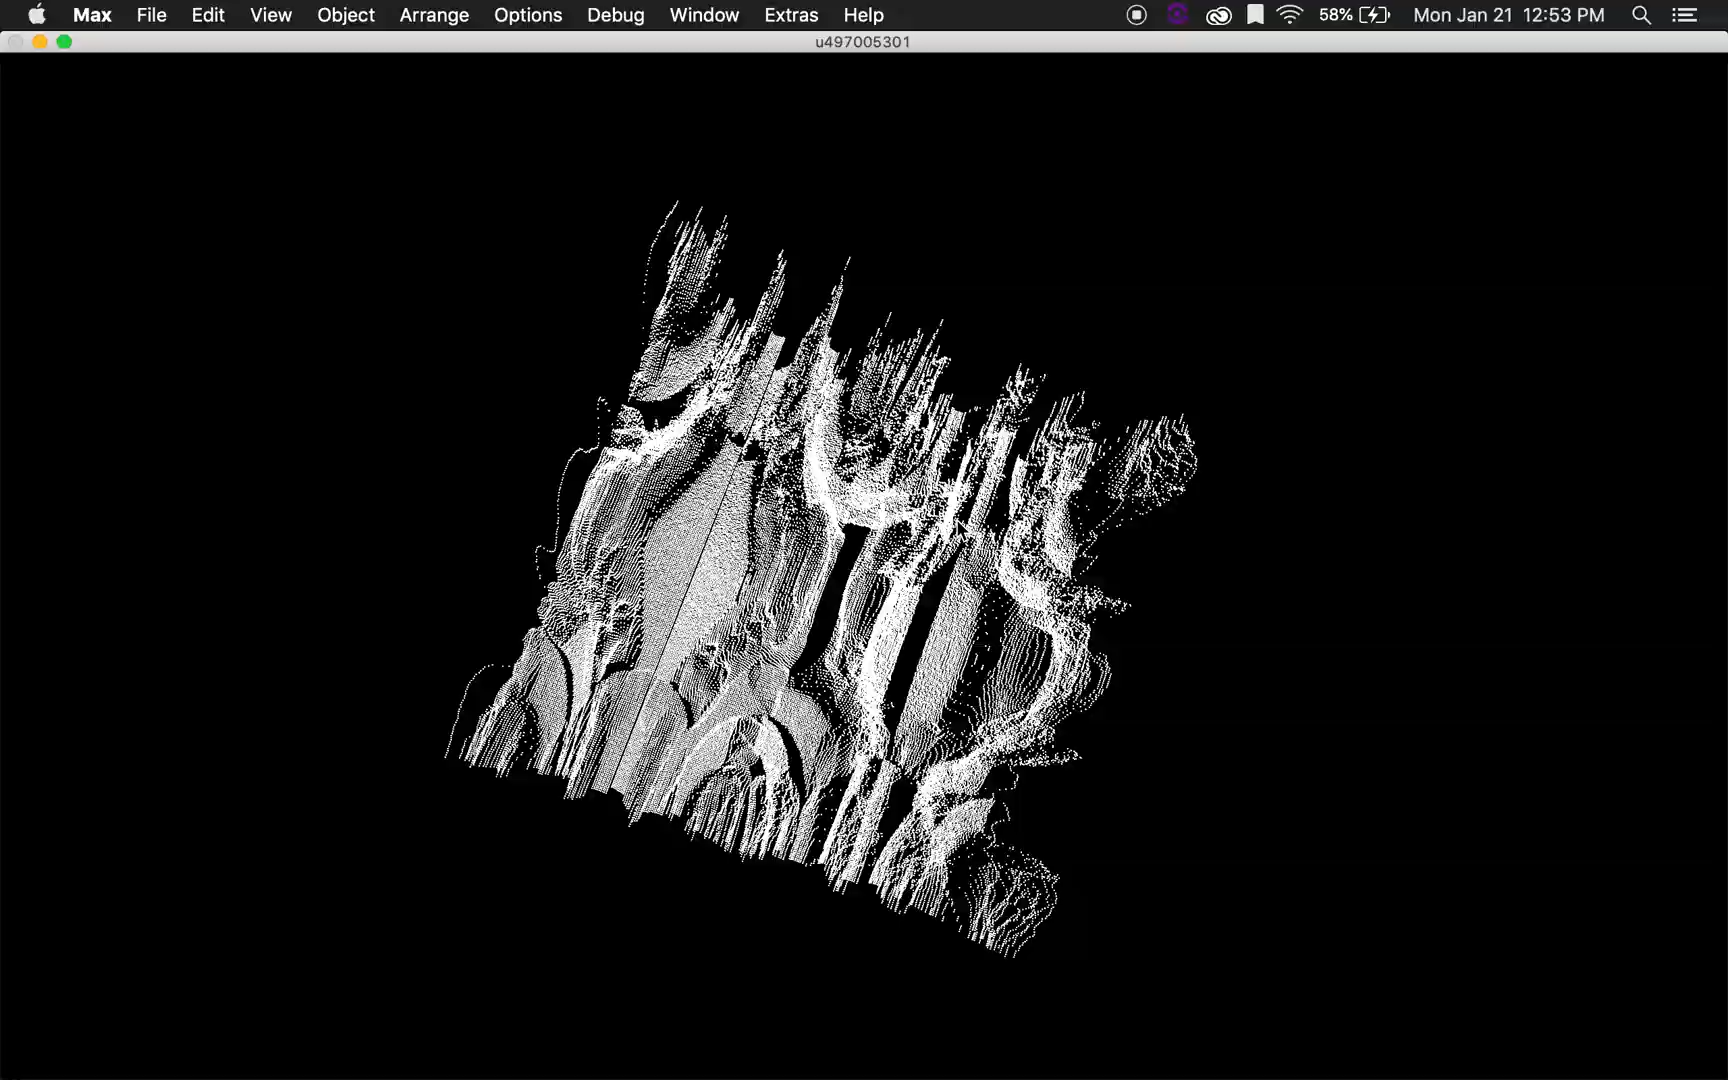 Max File Edit View Object Arrange Options Debug Window Extras Help 58% Mon Jan 21 12:53 PM
u497005301